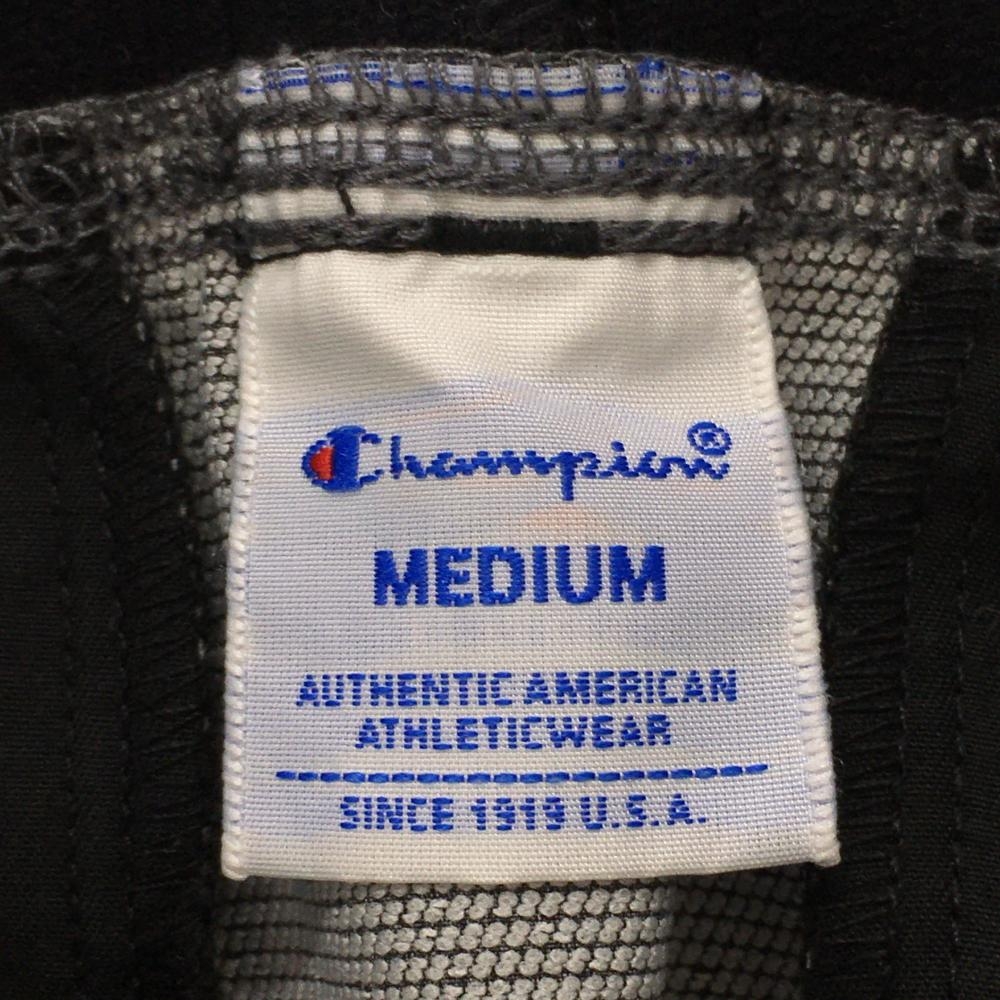 Champion®
MEDIUM
AUTHENTIC AMERICAN
ATHLETICWEAR
SINCE 1919 U.S.A.